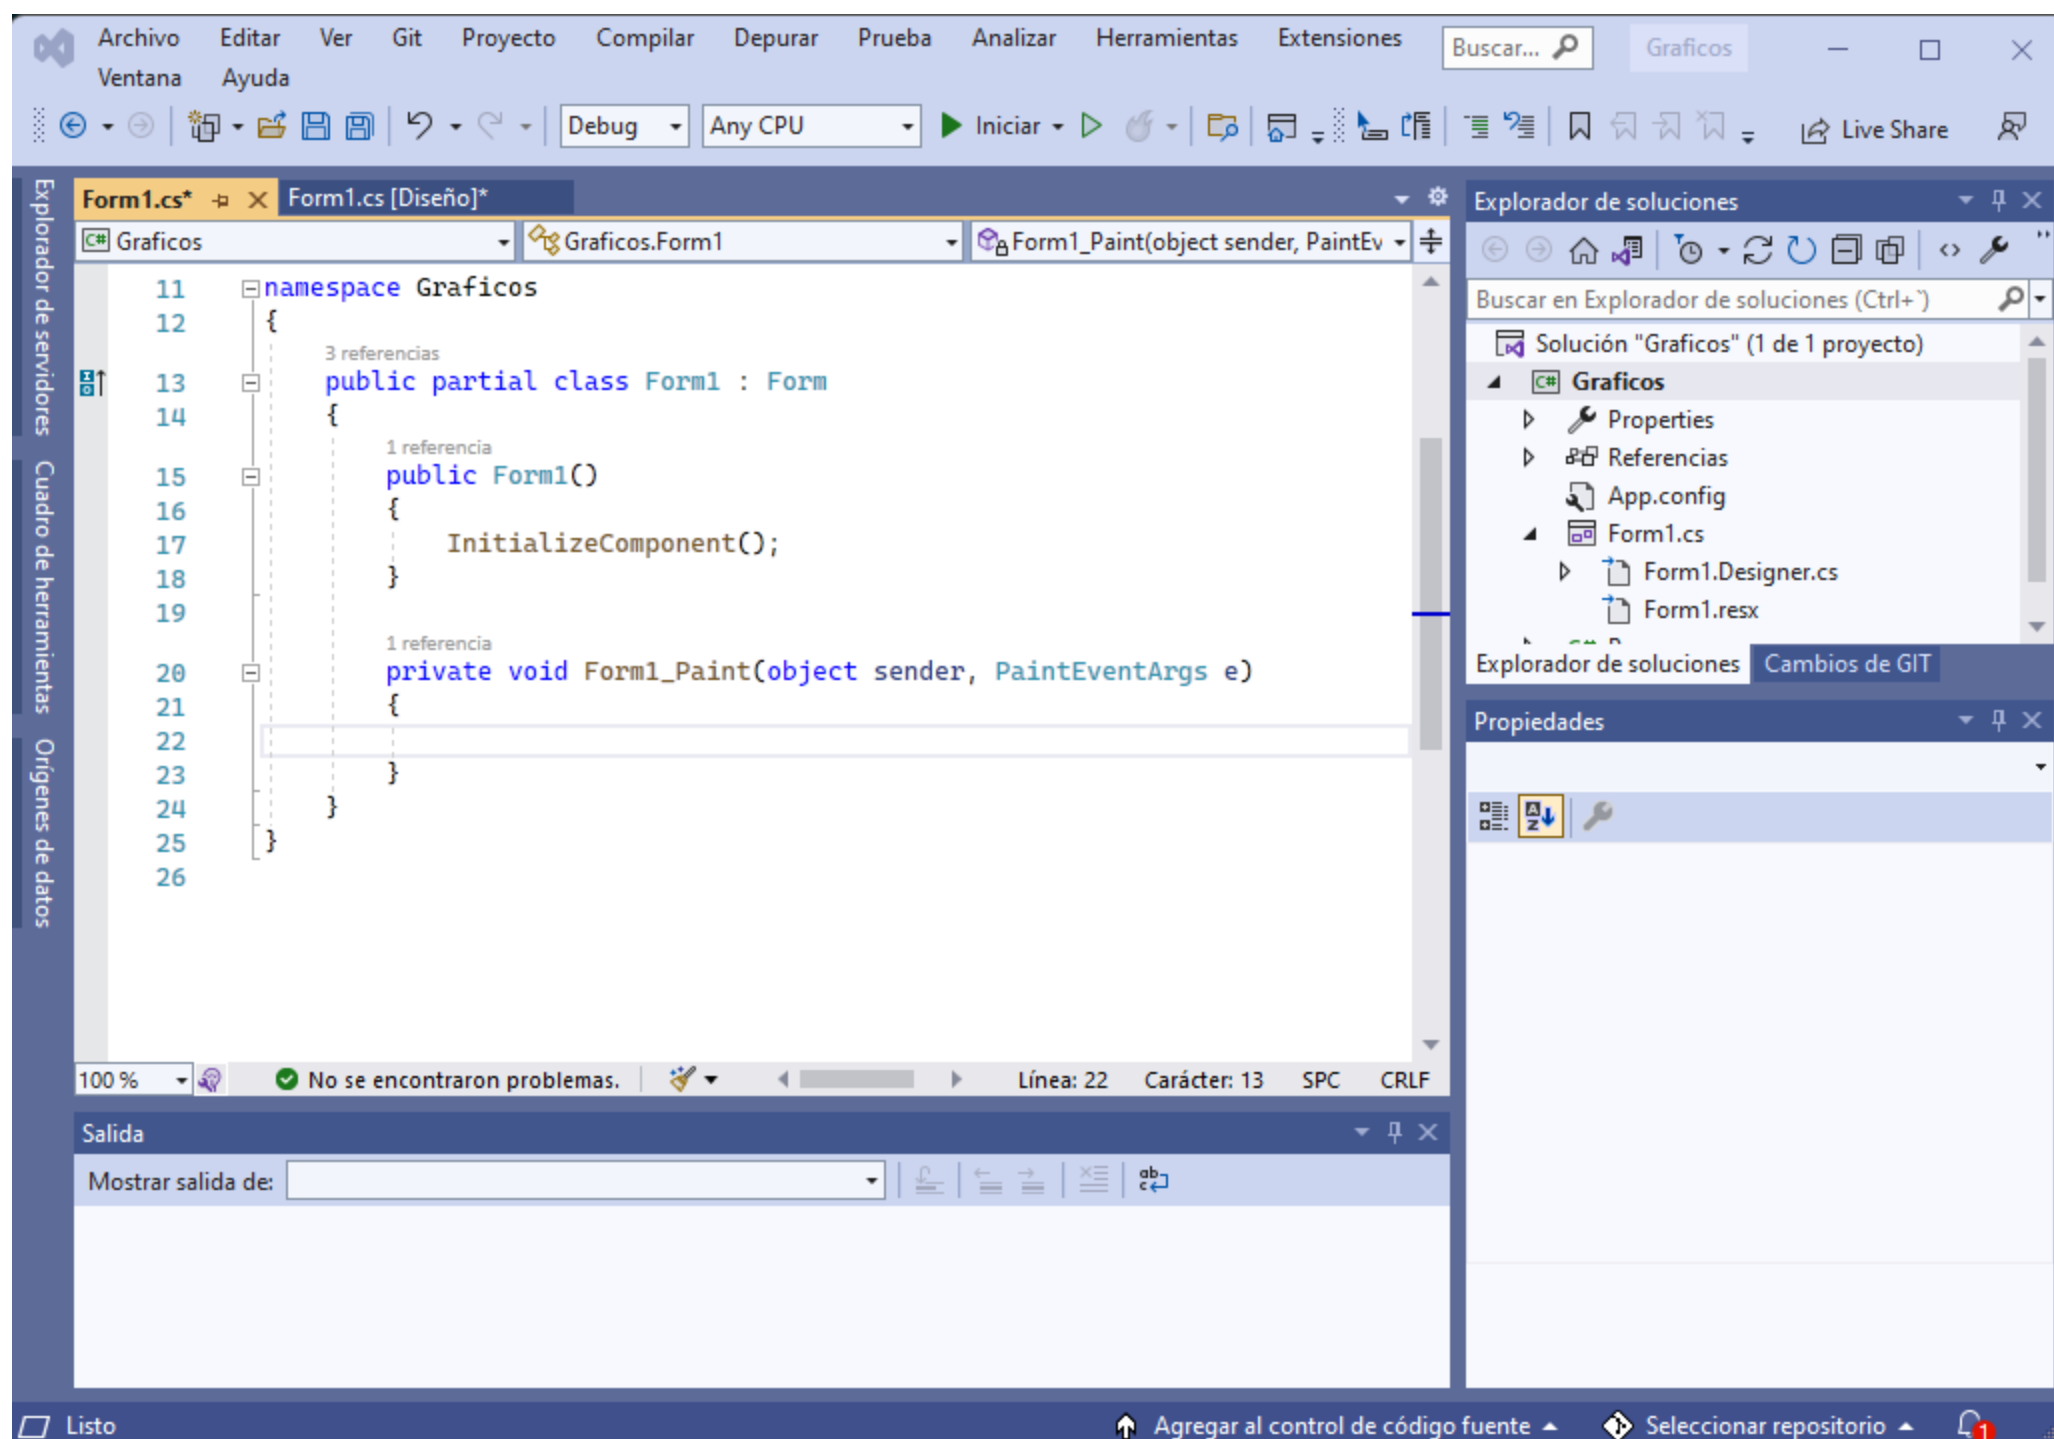 Archivo Editar Ver Git Proyecto Compilar Depurar Prueba Analizar Herramientas Extensiones
Ventana Ayuda
Buscar...
Graficos
Debug Any CPU Iniciar Live Share
Explorador de servidores
Cuadro de herramientas
Orígenes de datos
Form1.cs* Form1.cs [Diseño]*
Graficos Graficos.Form1 Form1_Paint(object sender, PaintEv
11 namespace Graficos
12 {
3 referencias
13 public partial class Form1 : Form
14 {
1 referencia
15 public Form1()
16 {
17 InitializeComponent();
18 }
19
1 referencia
20 private void Form1_Paint(object sender, PaintEventArgs e)
21 {
22
23 }
24 }
25 }
26
100 % No se encontraron problemas. Línea: 22 Carácter: 13 SPC CRLF
Salida
Mostrar salida de:
Explorador de soluciones
Buscar en Explorador de soluciones (Ctrl+`)
Solución "Graficos" (1 de 1 proyecto)
C# Graficos
Properties
Referencias
App.config
Form1.cs
Form1.Designer.cs
Form1.resx
Explorador de soluciones Cambios de GIT
Propiedades
Listo Agregar al control de código fuente Seleccionar repositorio 1